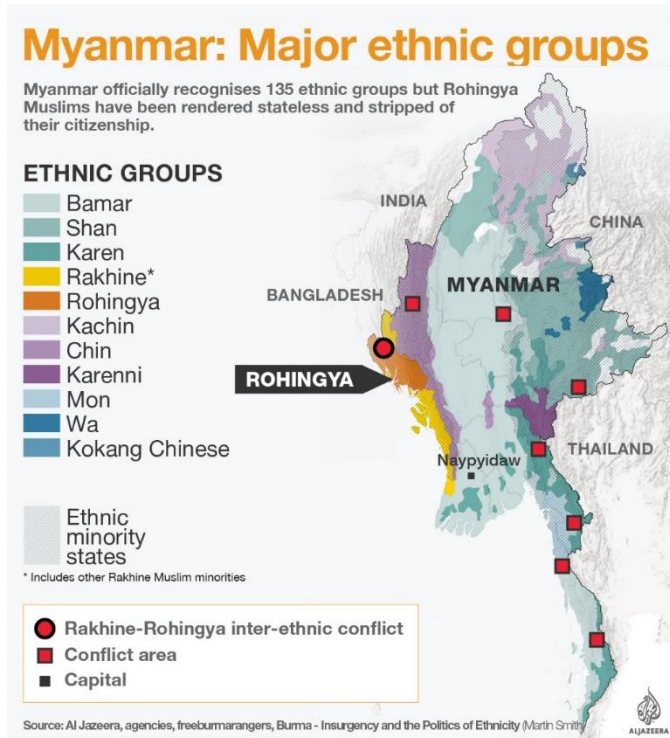 Myanmar: Major ethnic groups
Myanmar officially recognises 135 ethnic groups but Rohingya
Muslims have been rendered stateless and stripped of
their citizenship.
ETHNIC GROUPS
Bamar
Shan
Karen
Rakhine*
Rohingya
Kachin
Chin
Karenni
Mon
Wa
Kokang Chinese
Ethnic
minority
states
* Includes other Rakhine Muslim minorities
INDIA
CHINA
BANGLADESH
MYANMAR
ROHINGYA
THAILAND
Naypyidaw
Rakhine-Rohingya inter-ethnic conflict
Conflict area
Capital
Source: Al Jazeera, agencies, freeburmarangers, Burma - Insurgency and the Politics of Ethnicity (Martin Smith)
ALJAZEERA